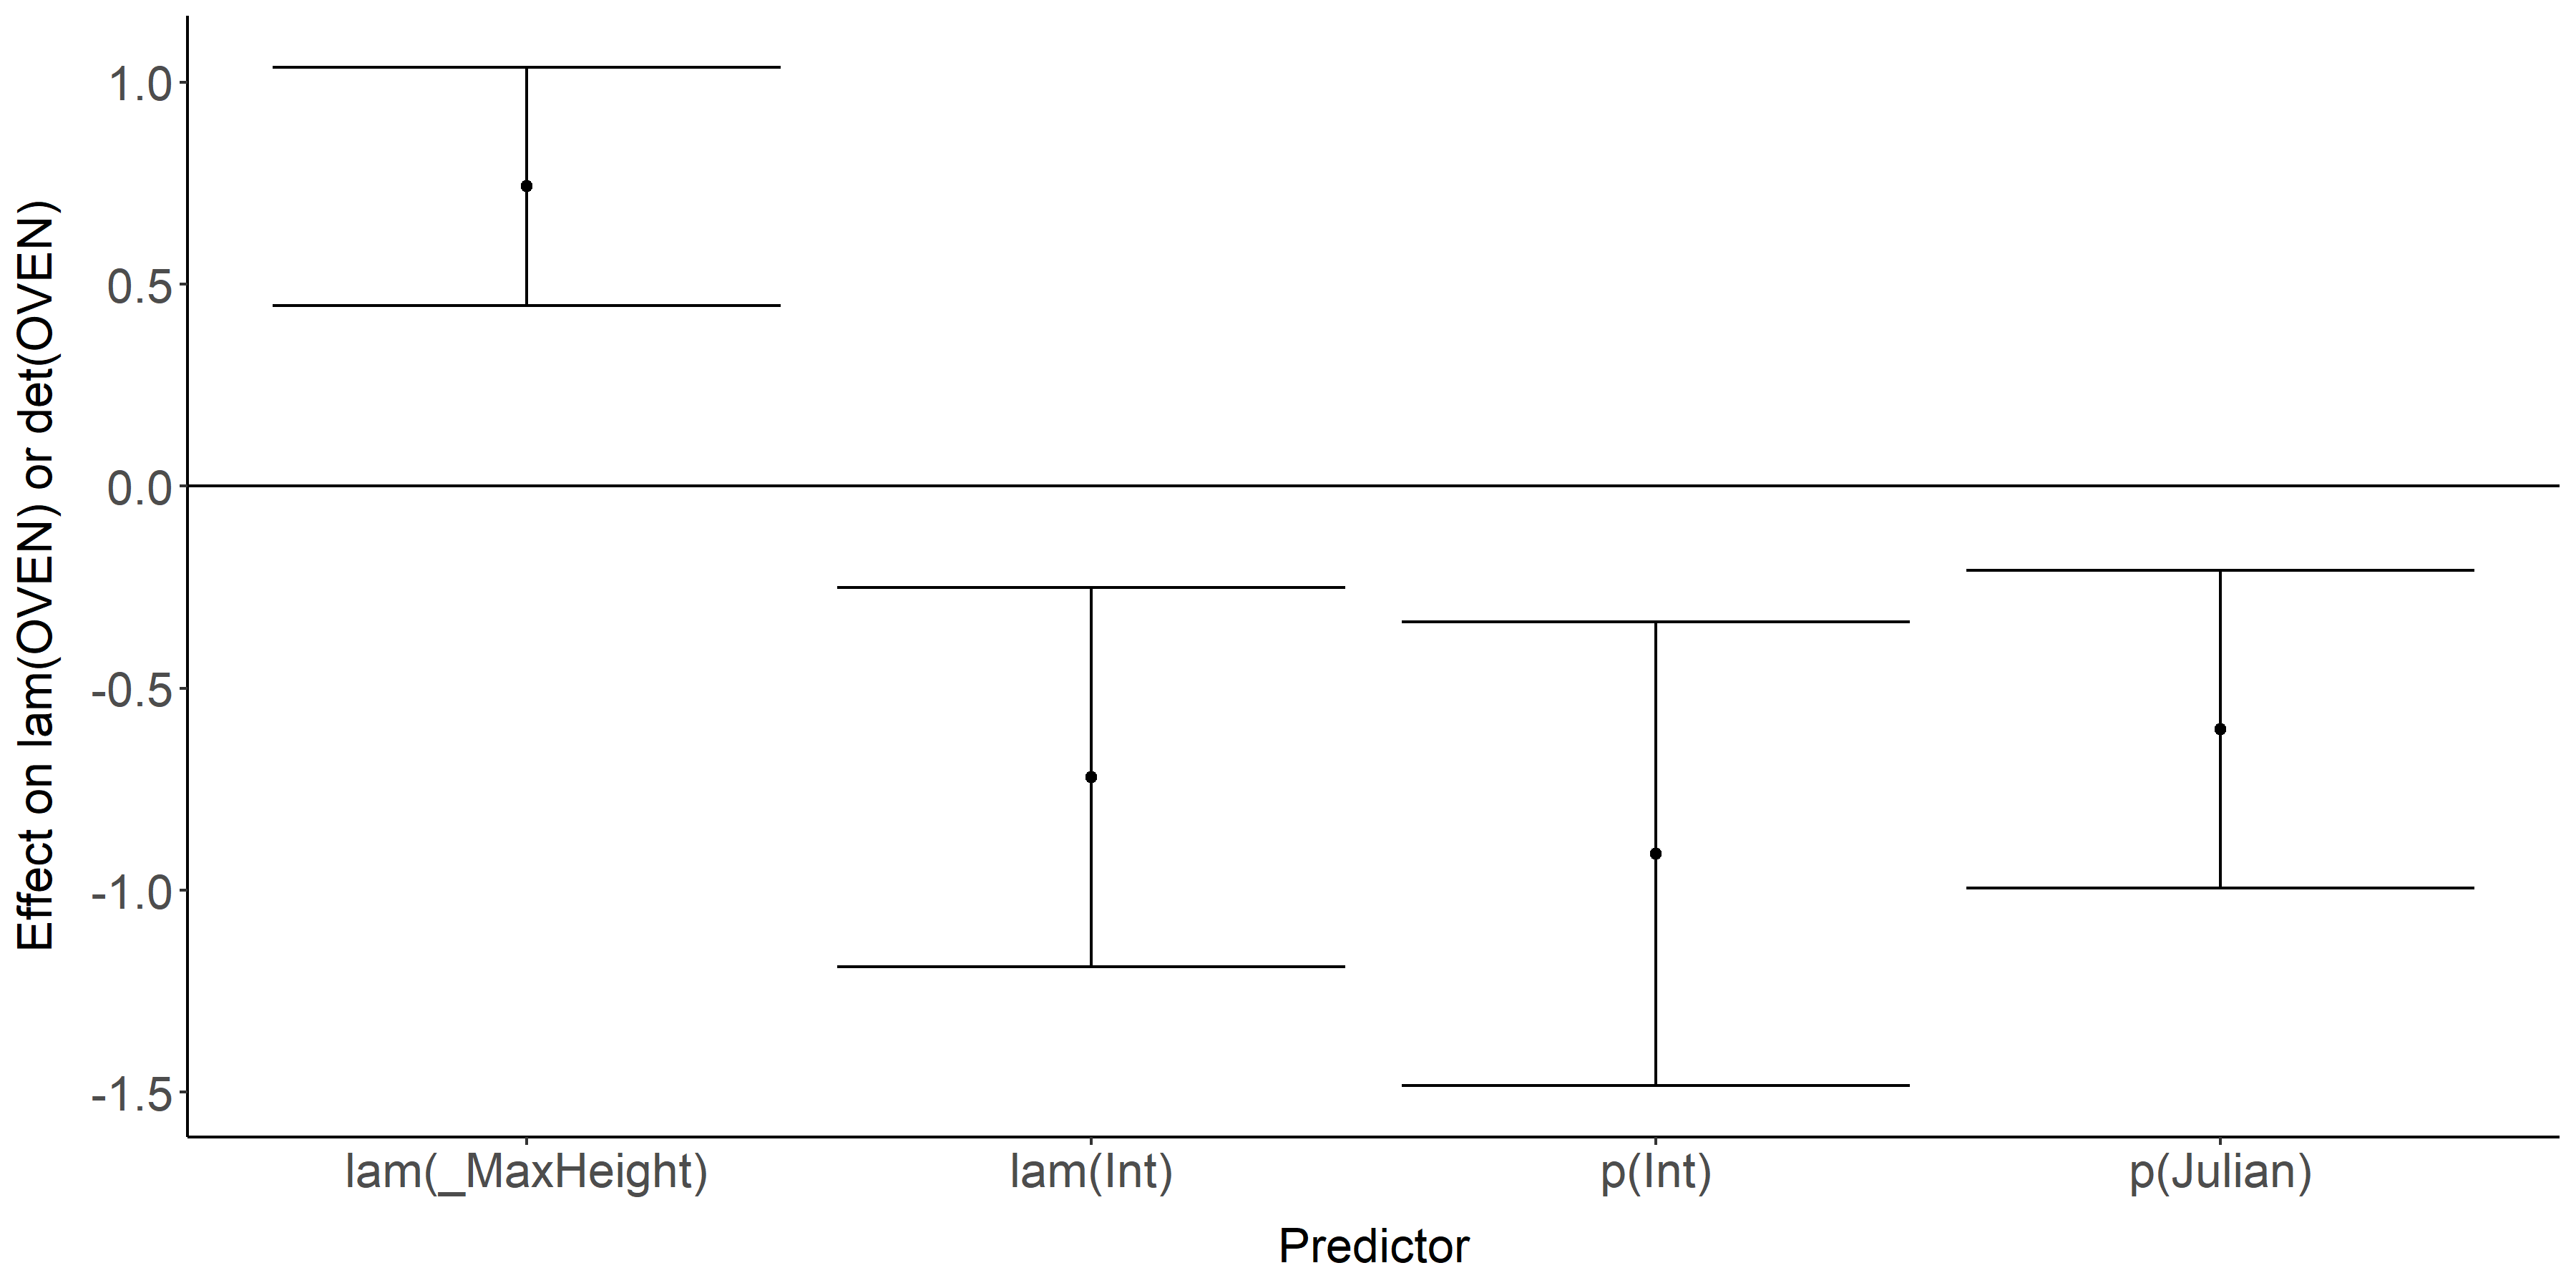 Effect on lam(OVEN) or det(OVEN)
1.0
0.5
0.0
-0.5
-1.0
-1.5
lam(_MaxHeight)
lam(Int)
p(Int)
p(Julian)
Predictor